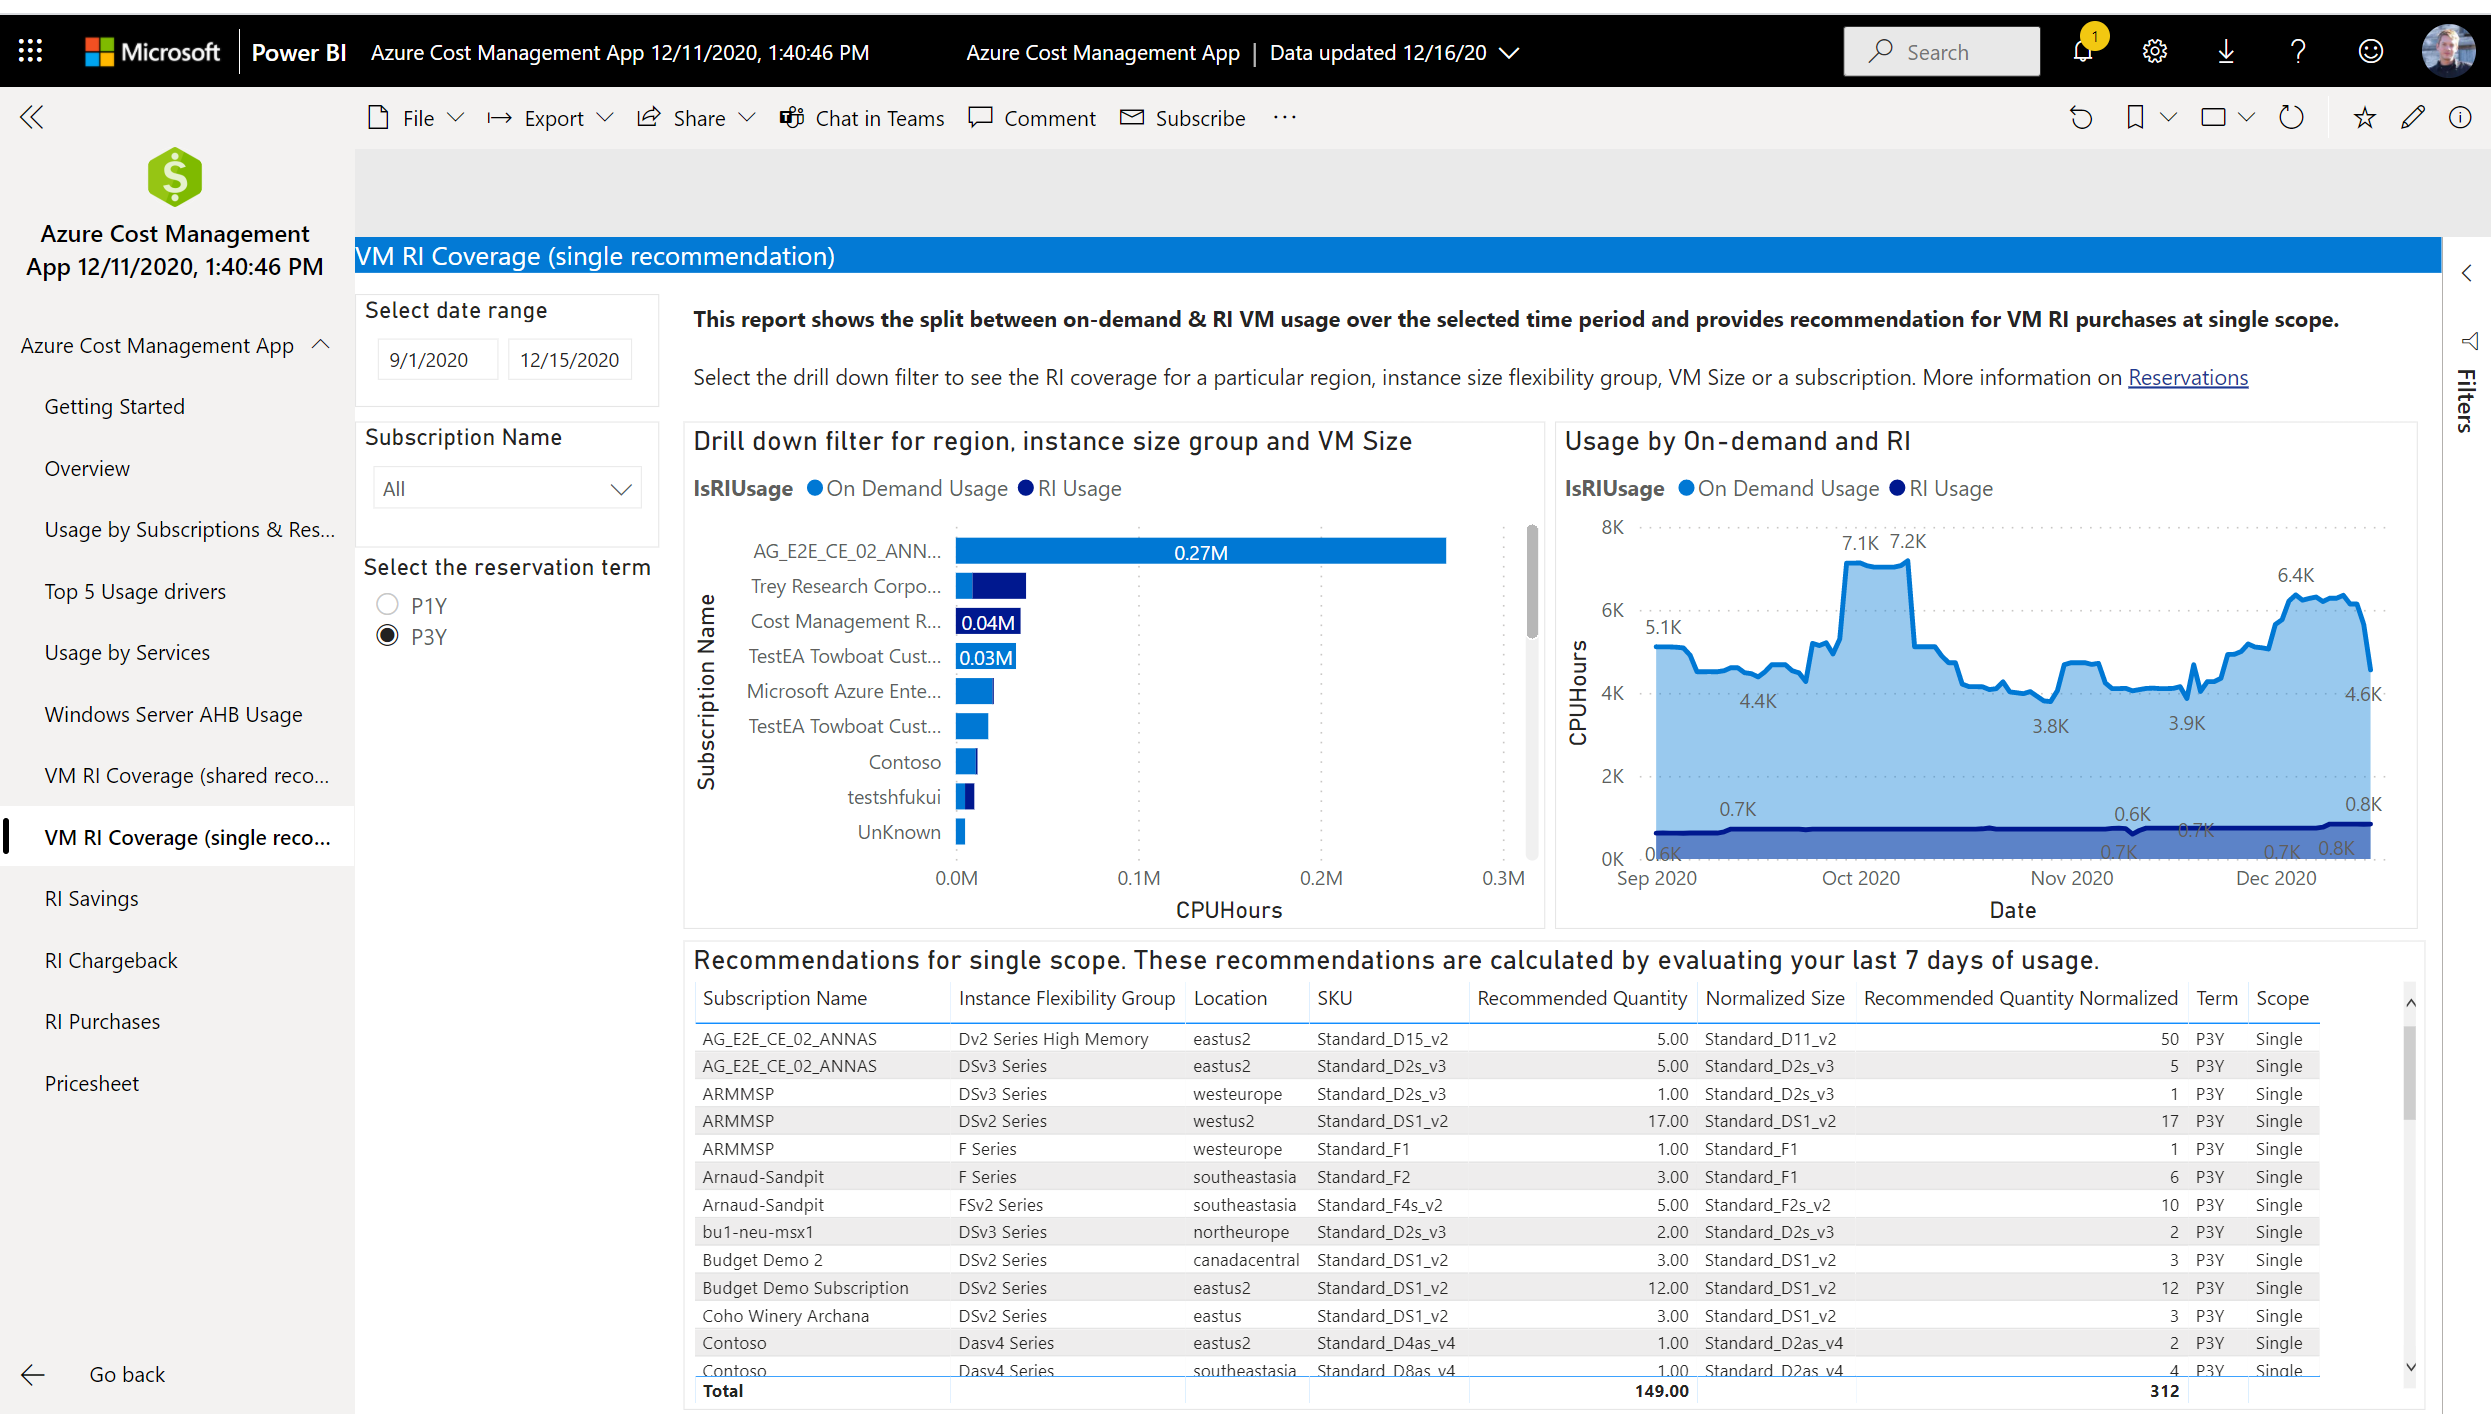 Microsoft | Power BI Azure Cost Management App 12/11/2020, 1:40:46 PM Azure Cost Management App | Data updated 12/16/20 Search 1
File Export Share Chat in Teams Comment Subscribe ···
Azure Cost Management
App 12/11/2020, 1:40:46 PM
Azure Cost Management App
Getting Started
Overview
Usage by Subscriptions & Res...
Top 5 Usage drivers
Usage by Services
Windows Server AHB Usage
VM RI Coverage (shared reco...
VM RI Coverage (single reco...
RI Savings
RI Chargeback
RI Purchases
Pricesheet
Go back
VM RI Coverage (single recommendation)
Select date range
9/1/2020 12/15/2020
Subscription Name
All
Select the reservation term
P1Y
P3Y
This report shows the split between on-demand & RI VM usage over the selected time period and provides recommendation for VM RI purchases at single scope.
Select the drill down filter to see the RI coverage for a particular region, instance size flexibility group, VM Size or a subscription. More information on Reservations
Filters
Drill down filter for region, instance size group and VM Size
IsRIUsage On Demand Usage RI Usage
Subscription Name
AG_E2E_CE_02_ANN... 0.27M
Trey Research Corpo...
Cost Management R... 0.04M
TestEA Towboat Cust... 0.03M
Microsoft Azure Ente...
TestEA Towboat Cust...
Contoso
testshfukui
UnKnown
0.0M 0.1M 0.2M 0.3M
CPUHours
Usage by On-demand and RI
IsRIUsage On Demand Usage RI Usage
CPUHours
8K
7.1K 7.2K
6.4K
6K
5.1K
4K
4.4K
3.8K
3.9K
4.6K
2K
0.7K
0.6K
0.8K
0.7K
0K
0.6K
0.7K
0.7K
0.8K
Sep 2020 Oct 2020 Nov 2020 Dec 2020
Date
Recommendations for single scope. These recommendations are calculated by evaluating your last 7 days of usage.
Subscription Name Instance Flexibility Group Location SKU Recommended Quantity Normalized Size Recommended Quantity Normalized Term Scope
AG_E2E_CE_02_ANNAS Dv2 Series High Memory eastus2 Standard_D15_v2 5.00 Standard_D11_v2 50 P3Y Single
AG_E2E_CE_02_ANNAS DSv3 Series eastus2 Standard_D2s_v3 5.00 Standard_D2s_v3 5 P3Y Single
ARMMSP DSv3 Series westeurope Standard_D2s_v3 1.00 Standard_D2s_v3 1 P3Y Single
ARMMSP DSv2 Series westus2 Standard_DS1_v2 17.00 Standard_DS1_v2 17 P3Y Single
ARMMSP F Series westeurope Standard_F1 1.00 Standard_F1 1 P3Y Single
Arnaud-Sandpit F Series southeastasia Standard_F2 3.00 Standard_F1 6 P3Y Single
Arnaud-Sandpit FSv2 Series southeastasia Standard_F4s_v2 5.00 Standard_F2s_v2 10 P3Y Single
bu1-neu-msx1 DSv3 Series northeurope Standard_D2s_v3 2.00 Standard_D2s_v3 2 P3Y Single
Budget Demo 2 DSv2 Series canadacentral Standard_DS1_v2 3.00 Standard_DS1_v2 3 P3Y Single
Budget Demo Subscription DSv2 Series eastus2 Standard_DS1_v2 12.00 Standard_DS1_v2 12 P3Y Single
Coho Winery Archana DSv2 Series eastus Standard_DS1_v2 3.00 Standard_DS1_v2 3 P3Y Single
Contoso Dasv4 Series eastus2 Standard_D4as_v4 1.00 Standard_D2as_v4 2 P3Y Single
Contoso Dasv4 Series southeastasia Standard_D8as_v4 1.00 Standard_D2as_v4 4 P3Y Single
Total 149.00 312